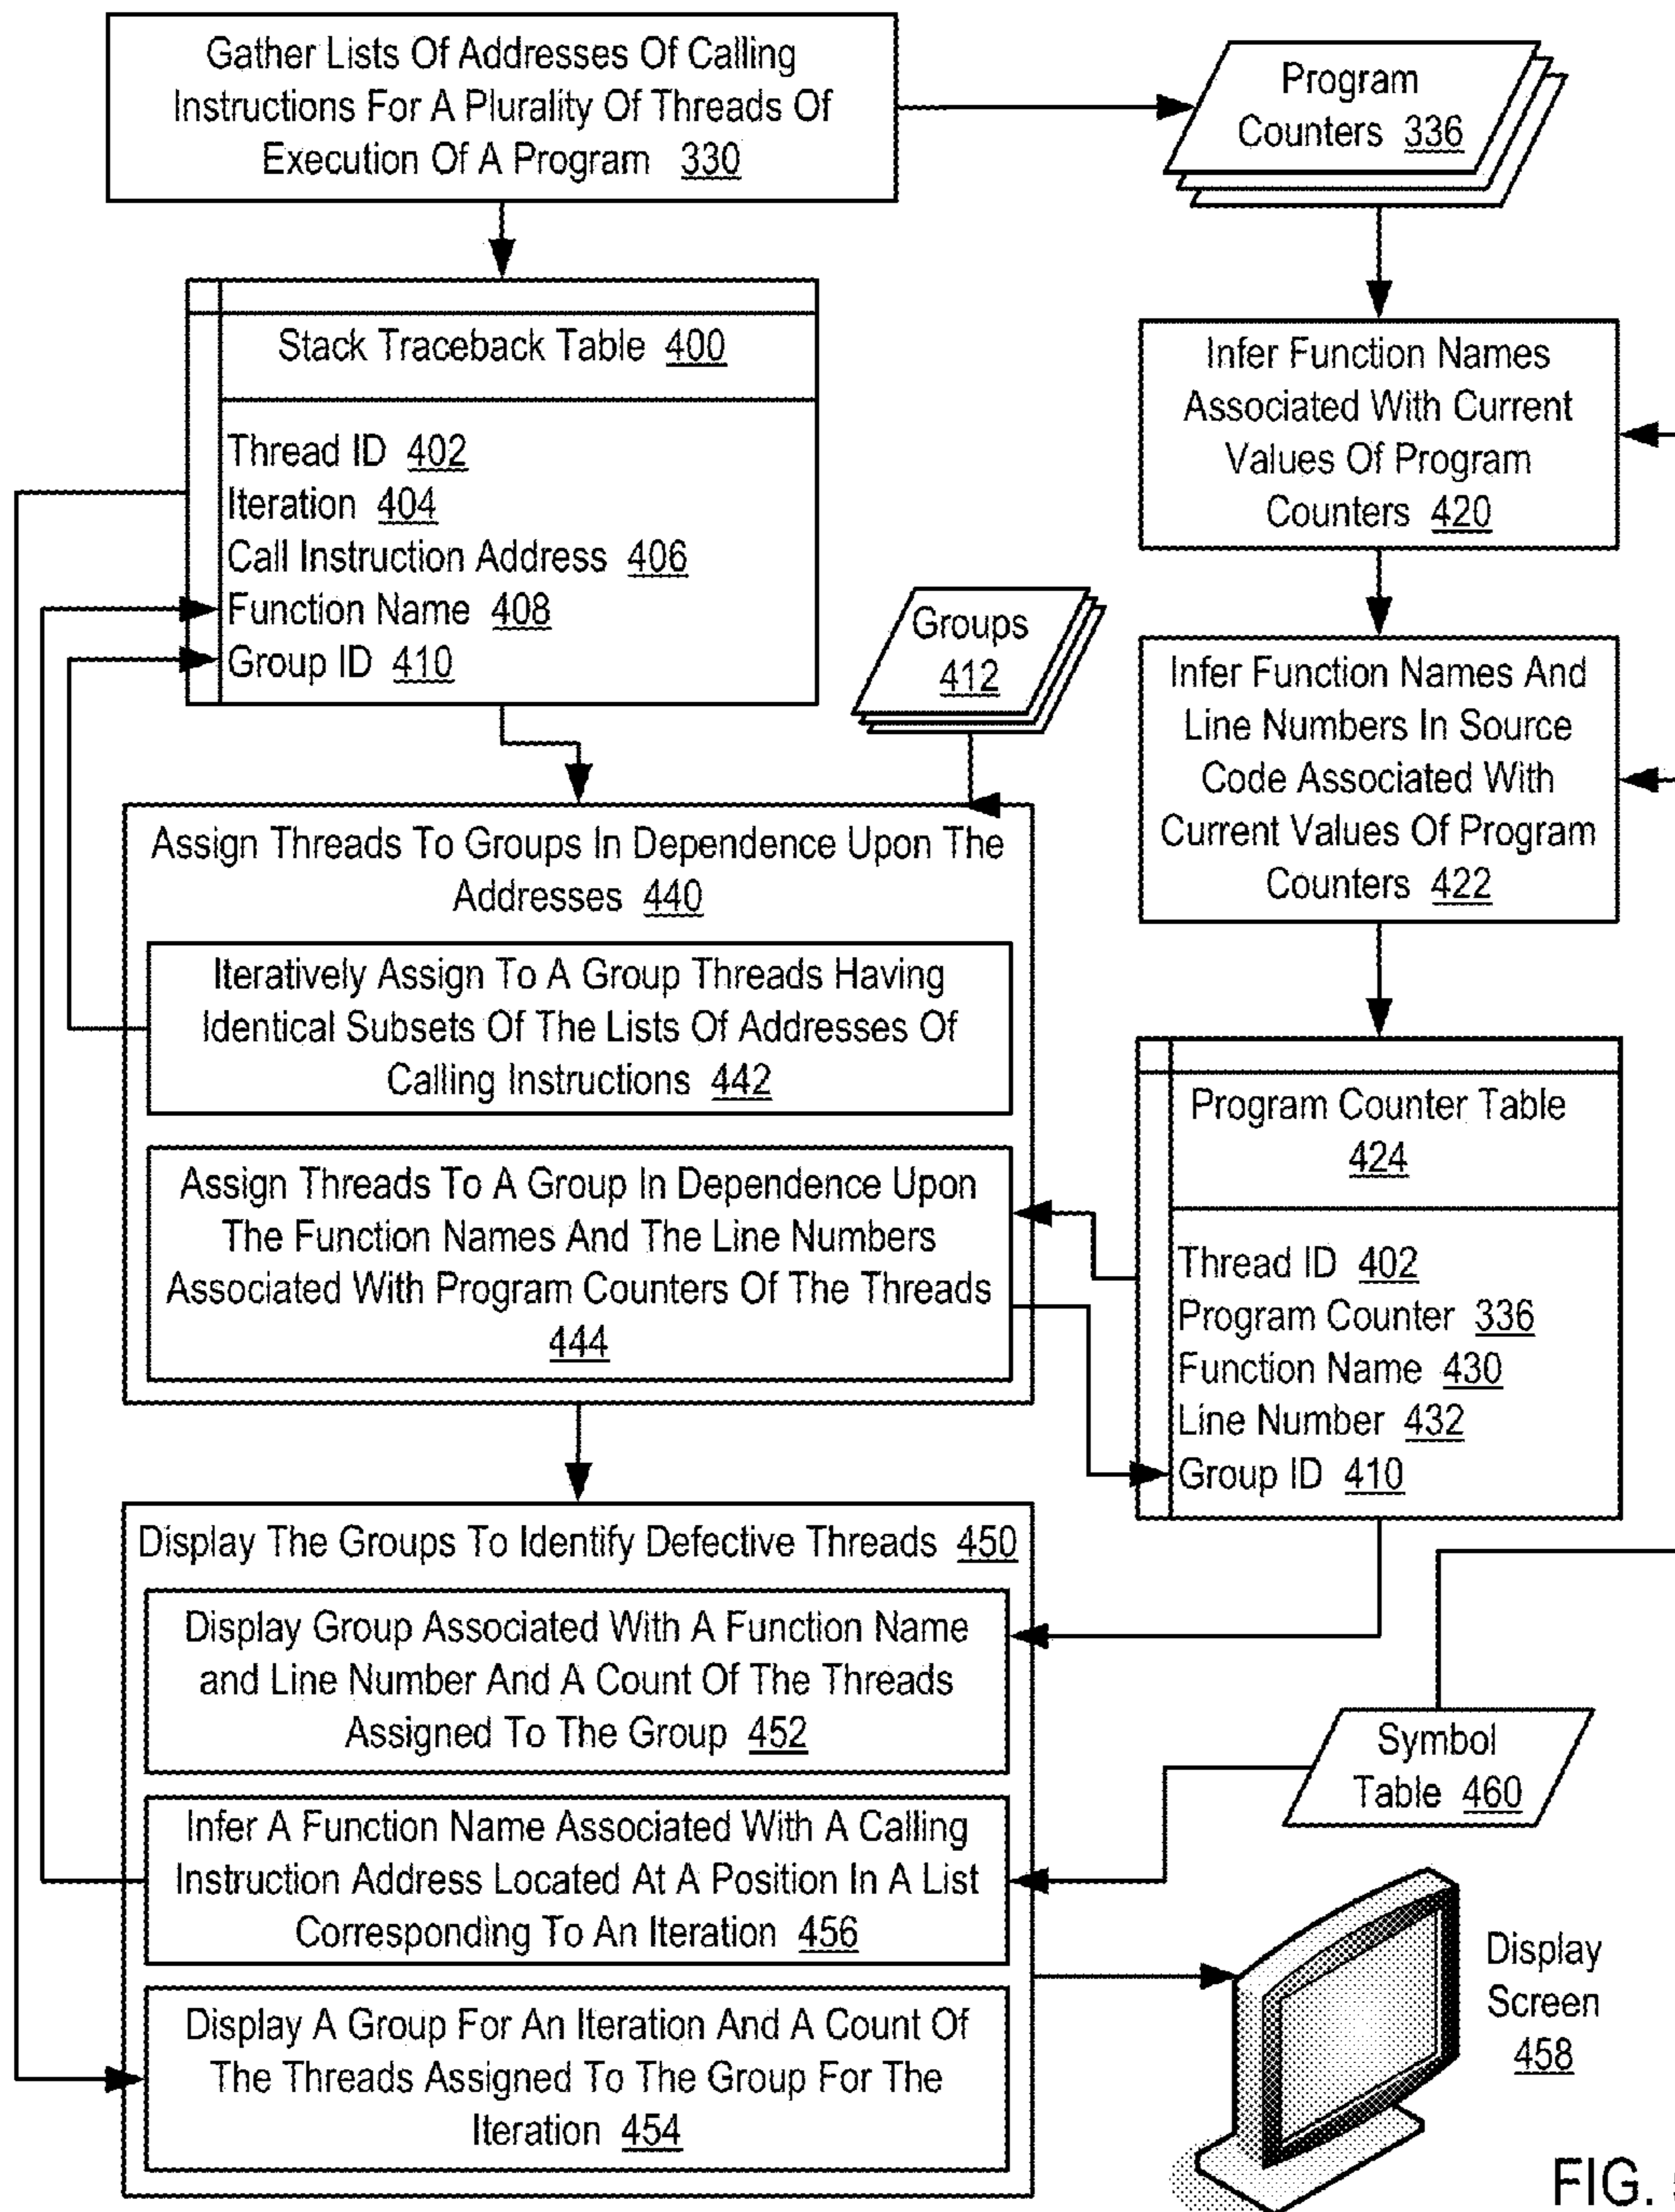 Gather Lists Of Addresses Of Calling
Instructions For A Plurality Of Threads Of
Execution Of A Program 330
Program
Counters 336
Stack Traceback Table 400
Thread ID 402
Iteration 404
Call Instruction Address 406
Function Name 408
Group ID 410
Infer Function Names
Associated With Current
Values Of Program
Counters 420
Groups
412
Infer Function Names And
Line Numbers In Source
Code Associated With
Current Values Of Program
Counters 422
Assign Threads To Groups In Dependence Upon The
Addresses 440
Iteratively Assign To A Group Threads Having
Identical Subsets Of The Lists Of Addresses Of
Calling Instructions 442
Assign Threads To A Group In Dependence Upon
The Function Names And The Line Numbers
Associated With Program Counters Of The Threads
444
Program Counter Table
424
Thread ID 402
Program Counter 336
Function Name 430
Line Number 432
Group ID 410
Display The Groups To Identify Defective Threads 450
Display Group Associated With A Function Name
and Line Number And A Count Of The Threads
Assigned To The Group 452
Infer A Function Name Associated With A Calling
Instruction Address Located At A Position In A List
Corresponding To An Iteration 456
Display A Group For An Iteration And A Count Of
The Threads Assigned To The Group For The
Iteration 454
Symbol
Table 460
Display
Screen
458
FIG.